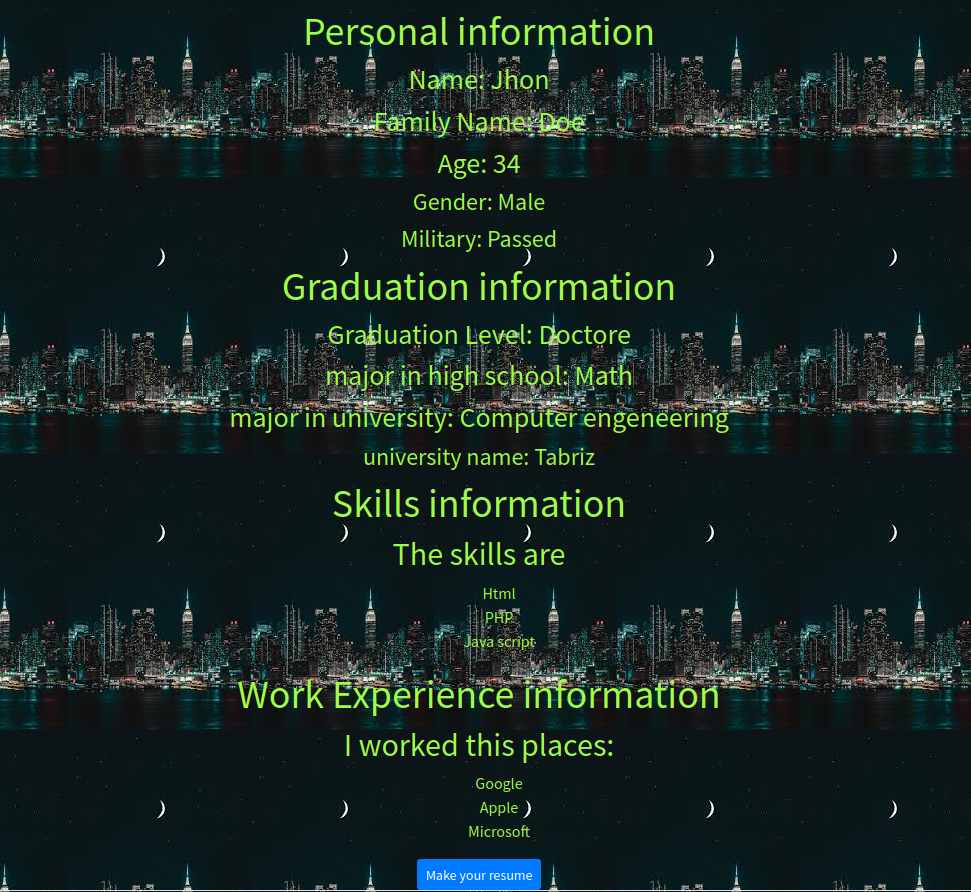 Personal information
Name: Jhon
Family Name: Doe
Age: 34
Gender: Male
Military: Passed
Graduation information
Graduation Level: Doctore
major in high school: Math
major in university: Computer engeneering
university name: Tabriz
Skills information
The skills are
Html
PHP
Java script
Work Experience information
I worked this places:
Google
Apple
Microsoft
Make your resume